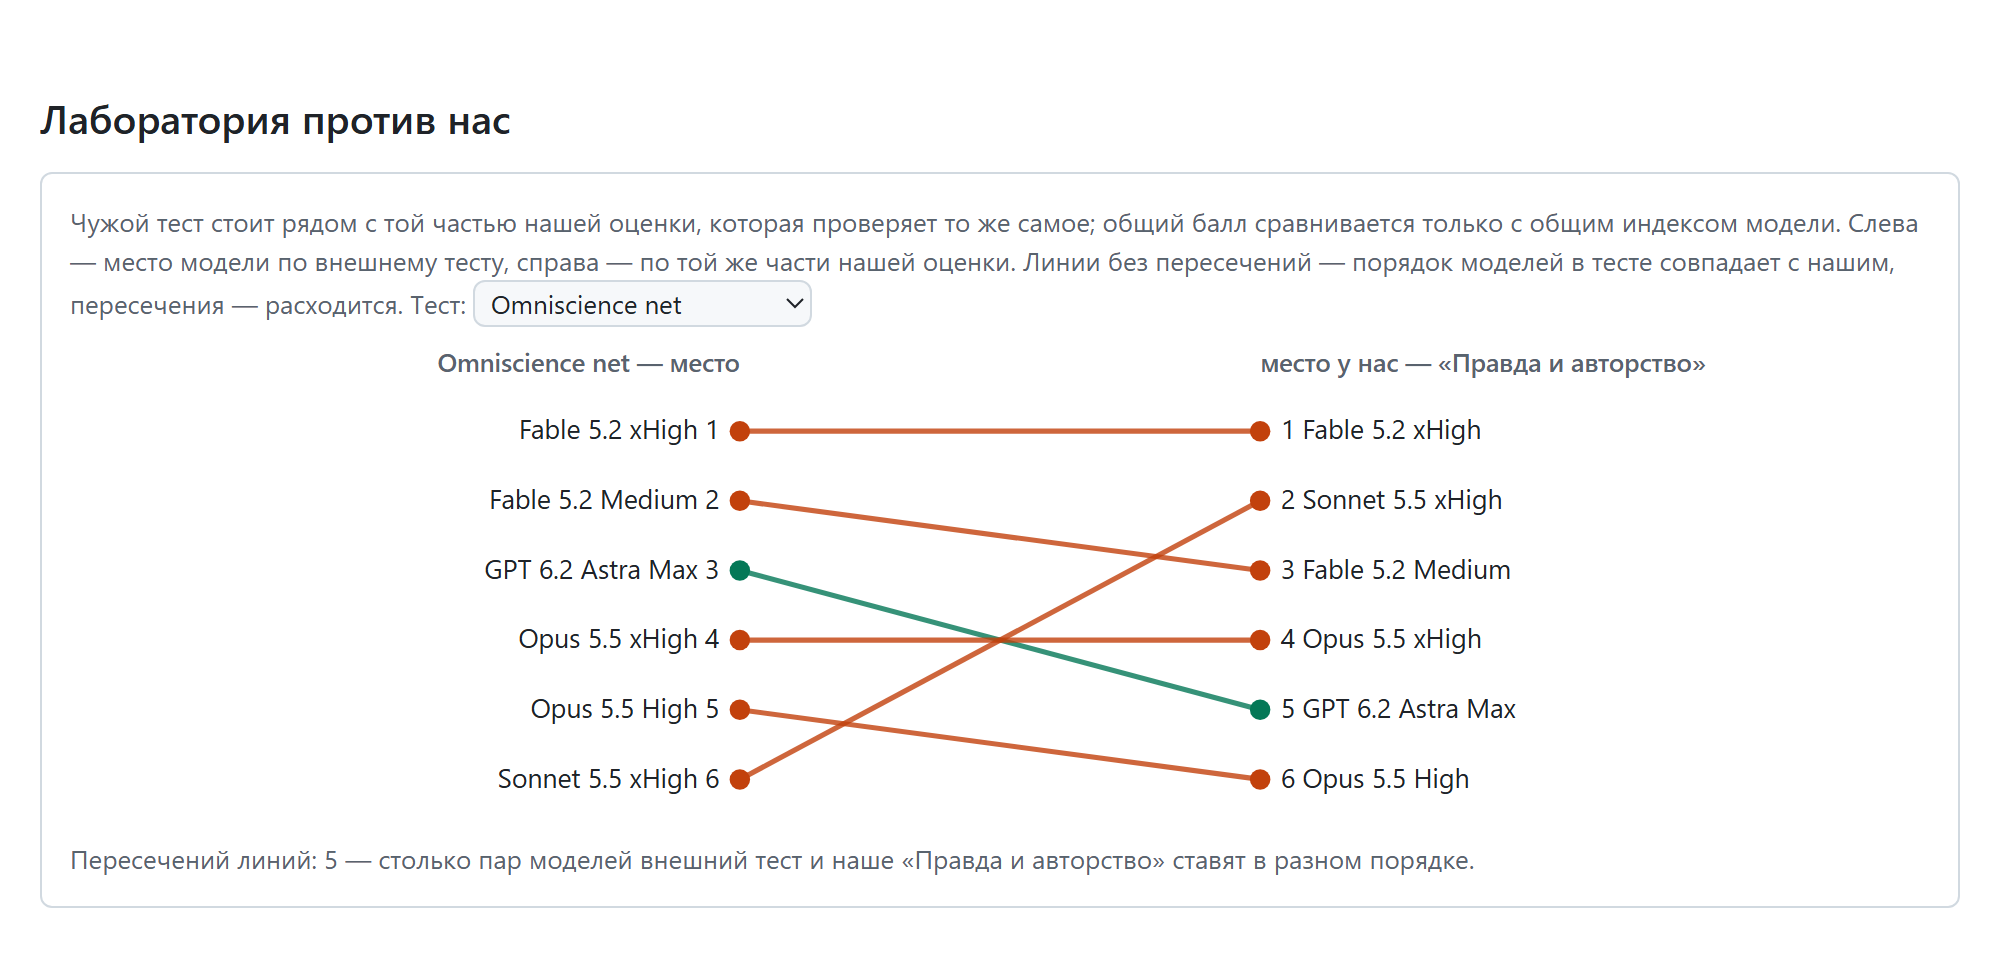 Лаборатория против нас
Чужой тест стоит рядом с той частью нашей оценки, которая проверяет то же самое; общий балл сравнивается только с общим индексом модели. Слева
— место модели по внешнему тесту, справа — по той же части нашей оценки. Линии без пересечений — порядок моделей в тесте совпадает с нашим,
пересечения — расходится. Тест: Omniscience net
Omniscience net — место
место у нас — «Правда и авторство»
Fable 5.2 xHigh 1
1 Fable 5.2 xHigh
Fable 5.2 Medium 2
2 Sonnet 5.5 xHigh
GPT 6.2 Astra Max 3
3 Fable 5.2 Medium
Opus 5.5 xHigh 4
4 Opus 5.5 xHigh
Opus 5.5 High 5
5 GPT 6.2 Astra Max
Sonnet 5.5 xHigh 6
6 Opus 5.5 High
Пересечений линий: 5 — столько пар моделей внешний тест и наше «Правда и авторство» ставят в разном порядке.